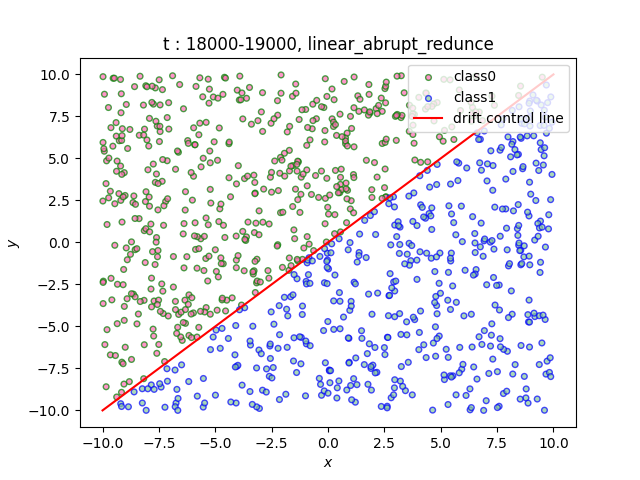 t : 18000-19000, linear_abrupt_redunce
class0
class1
drift control line
10.0
7.5
5.0
2.5
0.0
−2.5
−5.0
−7.5
−10.0
y
−10.0 −7.5 −5.0 −2.5 0.0 2.5 5.0 7.5 10.0
x